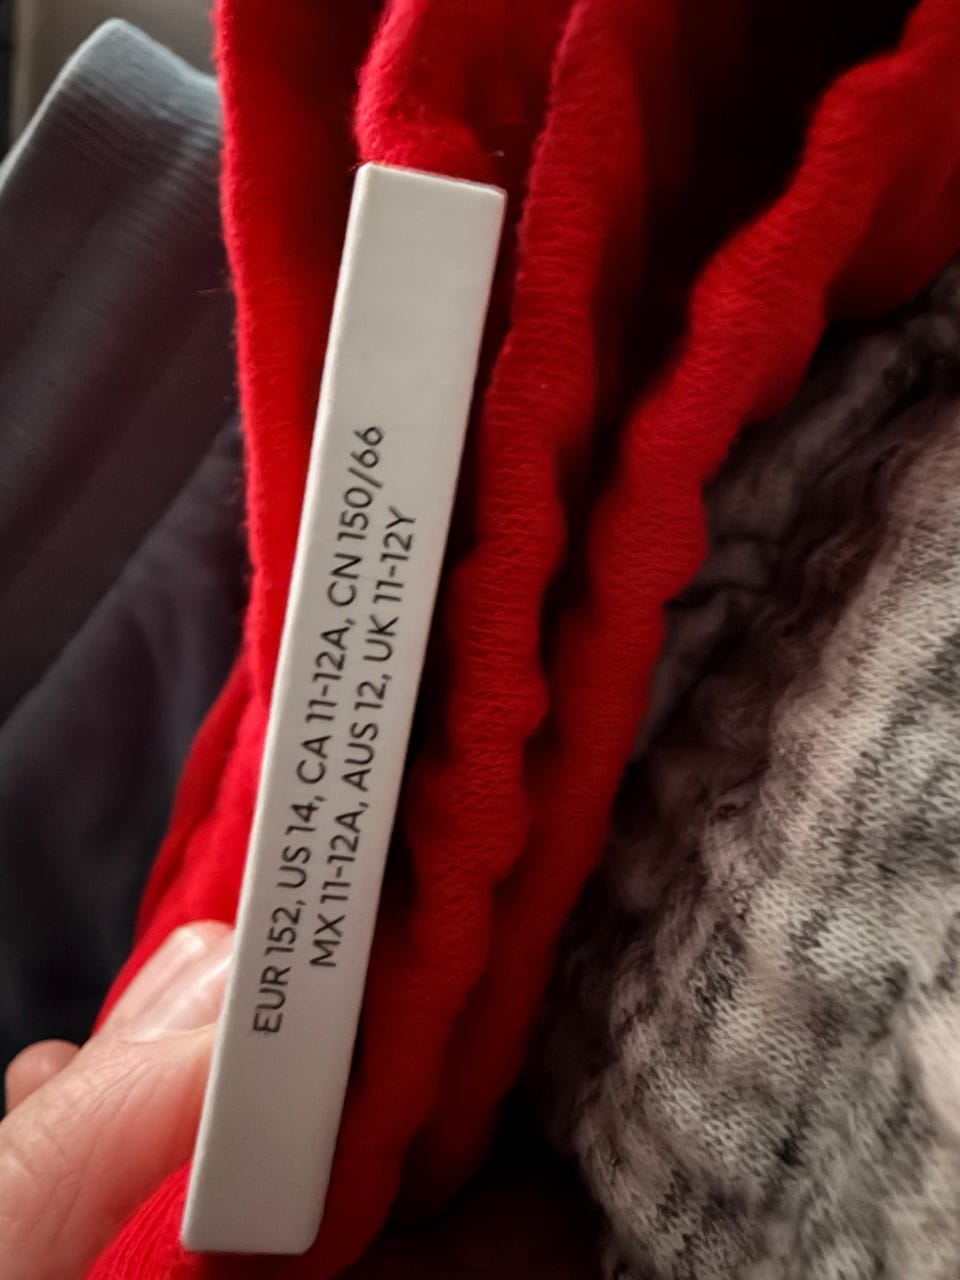 EUR 152, US 14, CA 11-12A, CN 150/66
MX 11-12A, AUS 12, UK 11-12Y